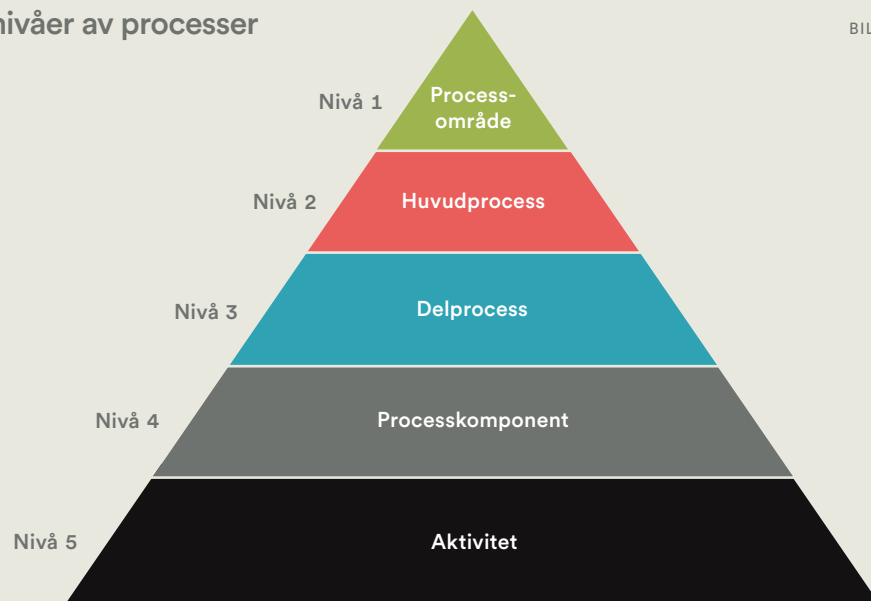 nivåer av processer
BIL
Nivå 1
Process-
område
Nivå 2
Huvudprocess
Nivå 3
Delprocess
Nivå 4
Processkomponent
Nivå 5
Aktivitet